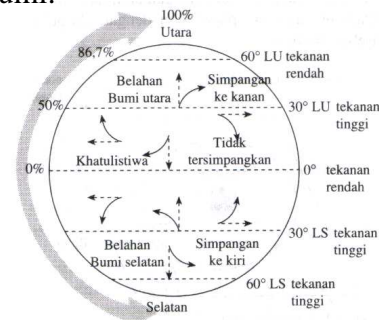 umi.
100%
Utara
86,7%
60° LU tekanan
rendah
Belahan
Bumi utara
Simpangan
ke kanan
50%
30° LU tekanan
tinggi
Tidak
tersimpangkan
Khatulistiwa
0%
0° tekanan
rendah
30° LS tekanan
tinggi
Belahan
Bumi selatan
Simpangan
ke kiri
60° LS tekanan
tinggi
Selatan